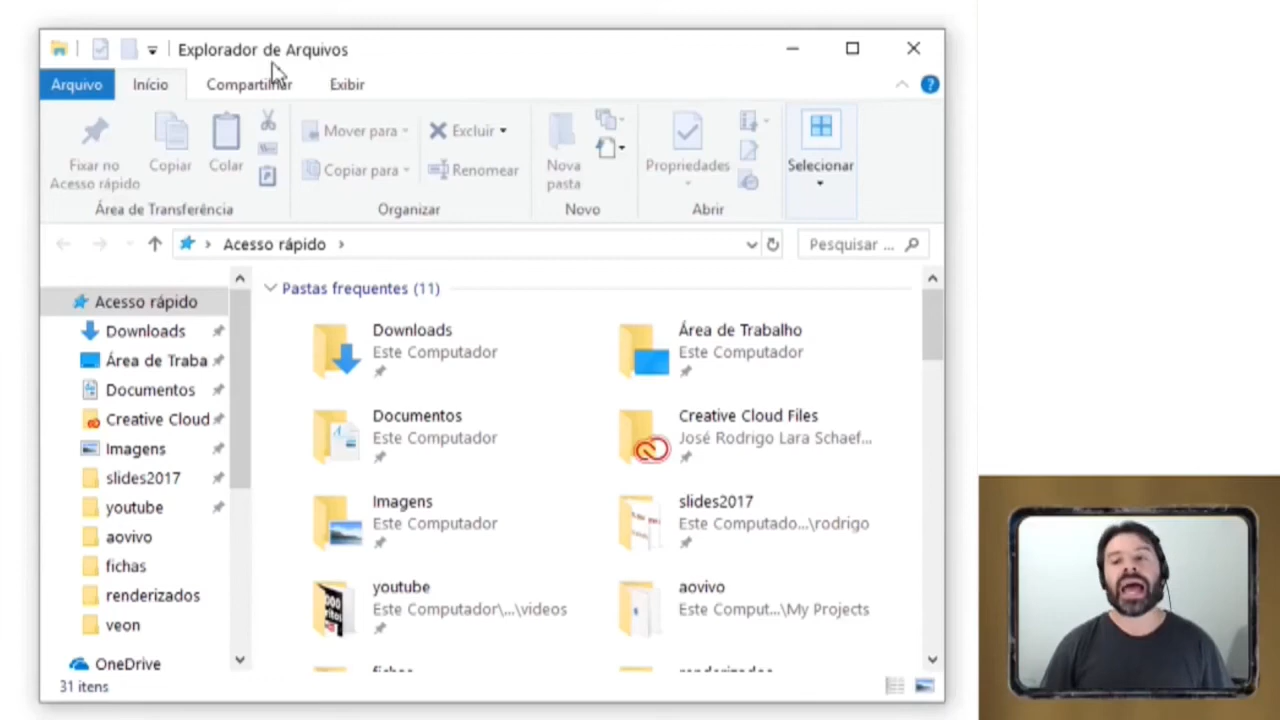 Explorador de Arquivos
Arquivo Início Compartilhar Exibir
Fixar no
Acesso rápido
Copiar
Colar
Área de Transferência
Mover para
Copiar para
Excluir
Renomear
Organizar
Nova
pasta
Novo
Propriedades
Abrir
Selecionar
Acesso rápido
Pesquisar ...
Acesso rápido
Downloads
Área de Traba
Documentos
Creative Cloud
Imagens
slides2017
youtube
aovivo
fichas
renderizados
veon
OneDrive
Pastas frequentes (11)
Downloads
Este Computador
Área de Trabalho
Este Computador
Documentos
Este Computador
Creative Cloud Files
José Rodrigo Lara Schaef...
Imagens
Este Computador
slides2017
Este Computado...\rodrigo
youtube
Este Computador\...\videos
aovivo
Este Comput...\My Projects
fichas
renderizados
31 itens